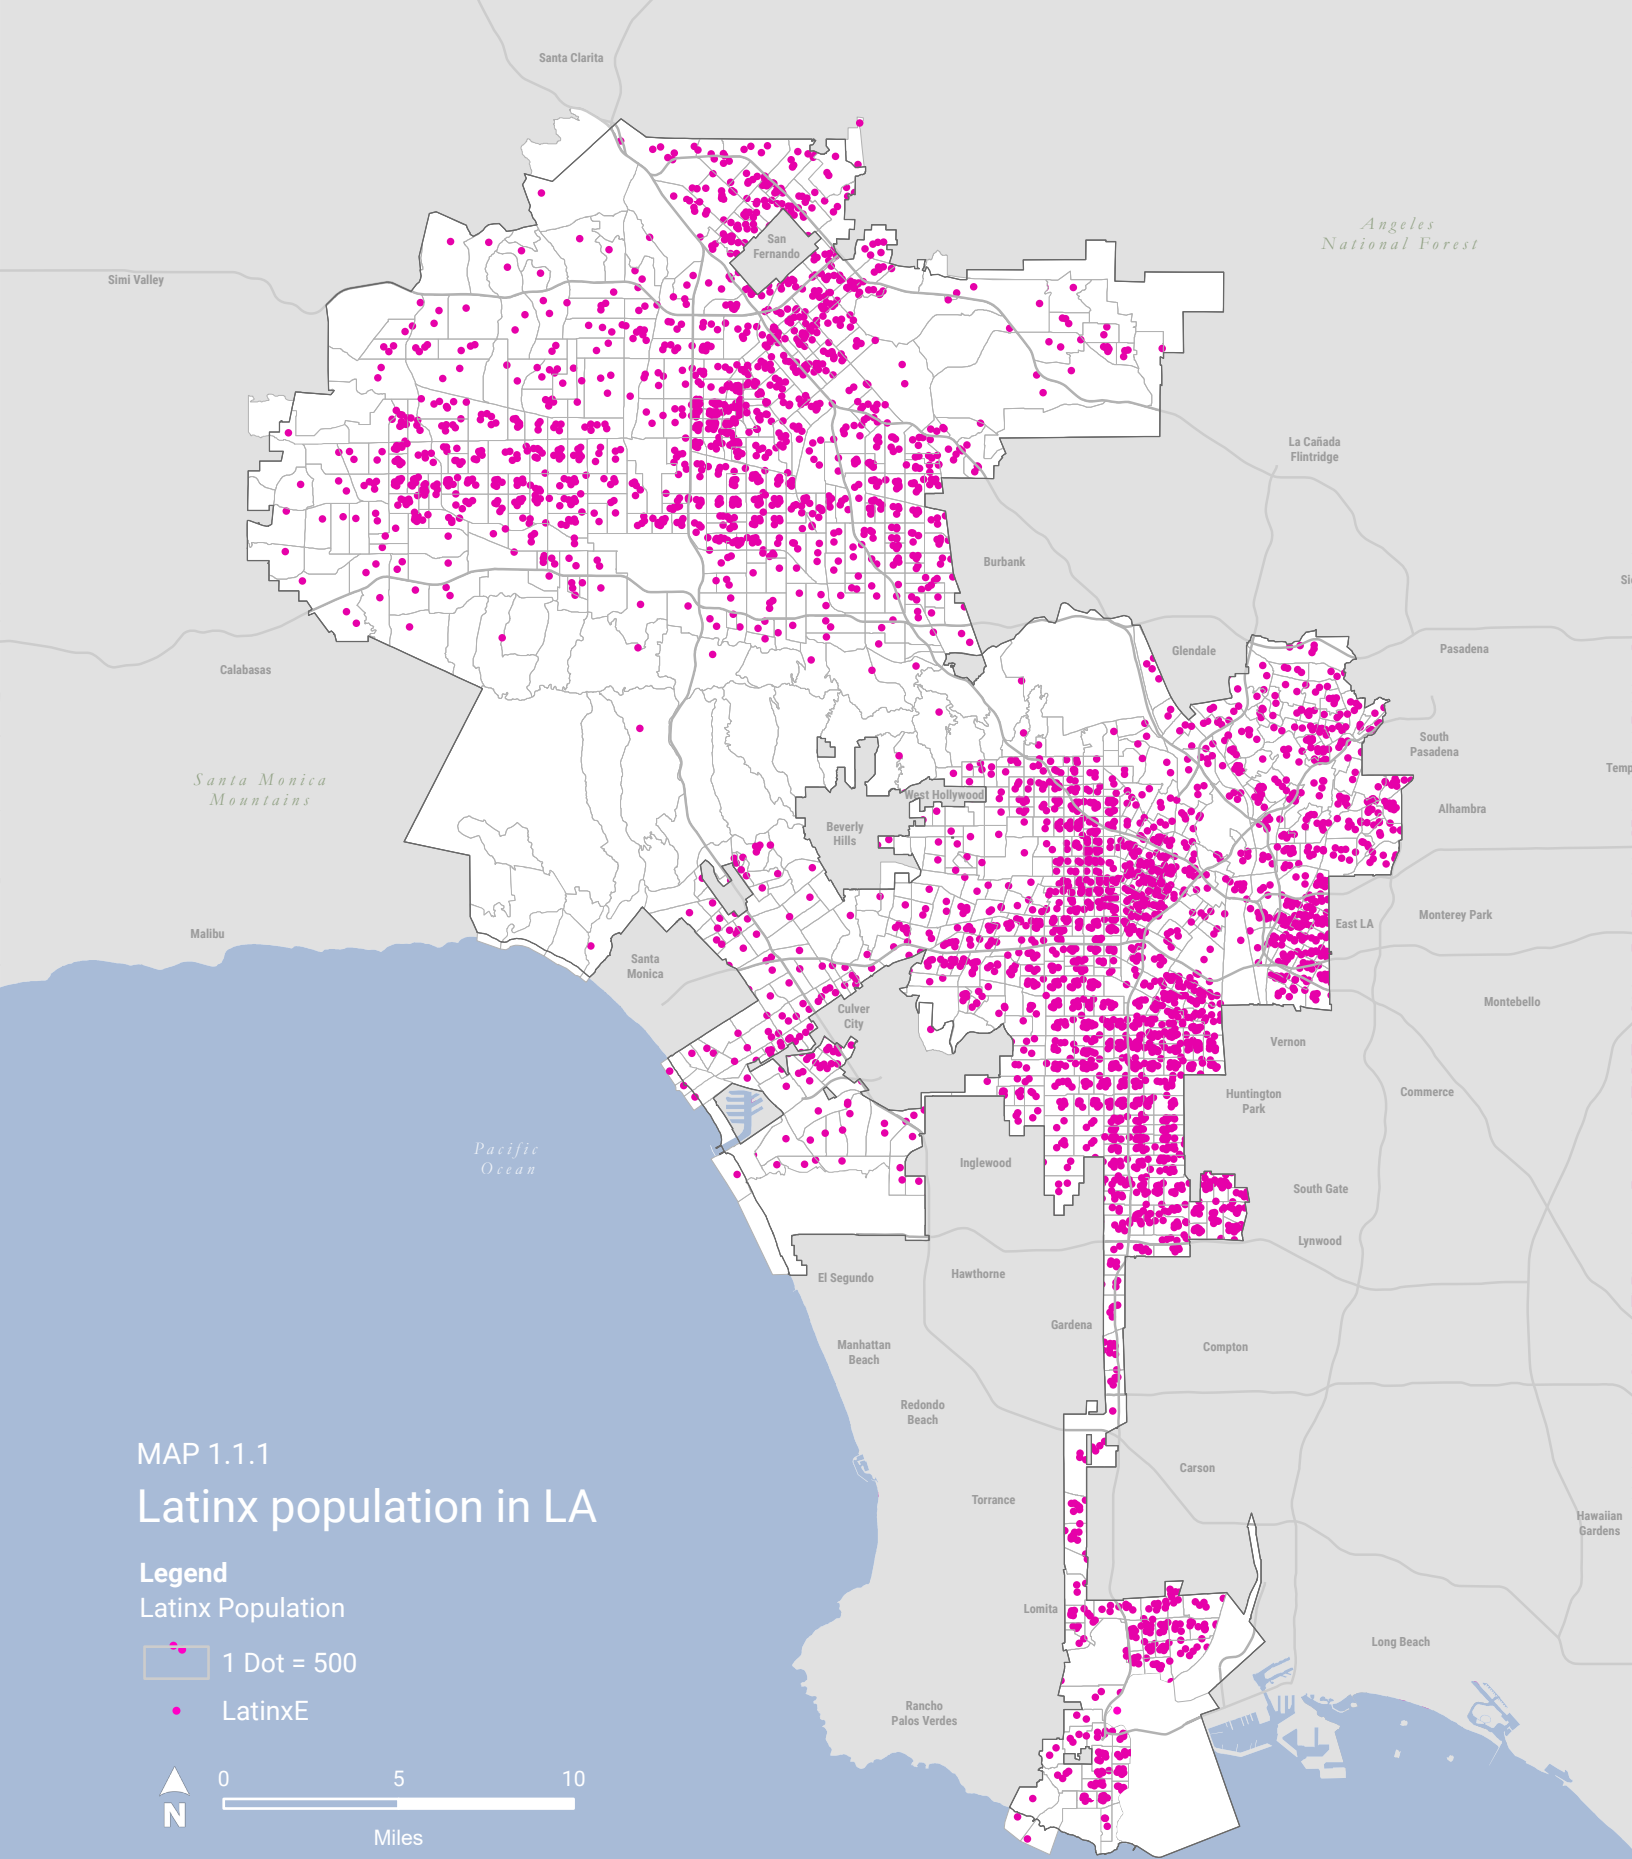 Santa Clarita
Angeles
National Forest
San
Fernando
Simi Valley
La Cañada
Flintridge
Burbank
Glendale
Pasadena
Calabasas
South
Pasadena
Santa Monica
Mountains
West Hollywood
Beverly
Hills
Alhambra
Malibu
East LA
Monterey Park
Santa
Monica
Culver
City
Montebello
Vernon
Huntington
Park
Commerce
Pacific
Ocean
Inglewood
South Gate
Lynwood
El Segundo
Hawthorne
Gardena
Manhattan
Beach
Compton
Redondo
Beach
Carson
Torrance
Hawaiian
Gardens
Lomita
Long Beach
Rancho
Palos Verdes
MAP 1.1.1
Latinx population in LA
Legend
Latinx Population
1 Dot = 500
LatinxE
0 5 10
N
Miles